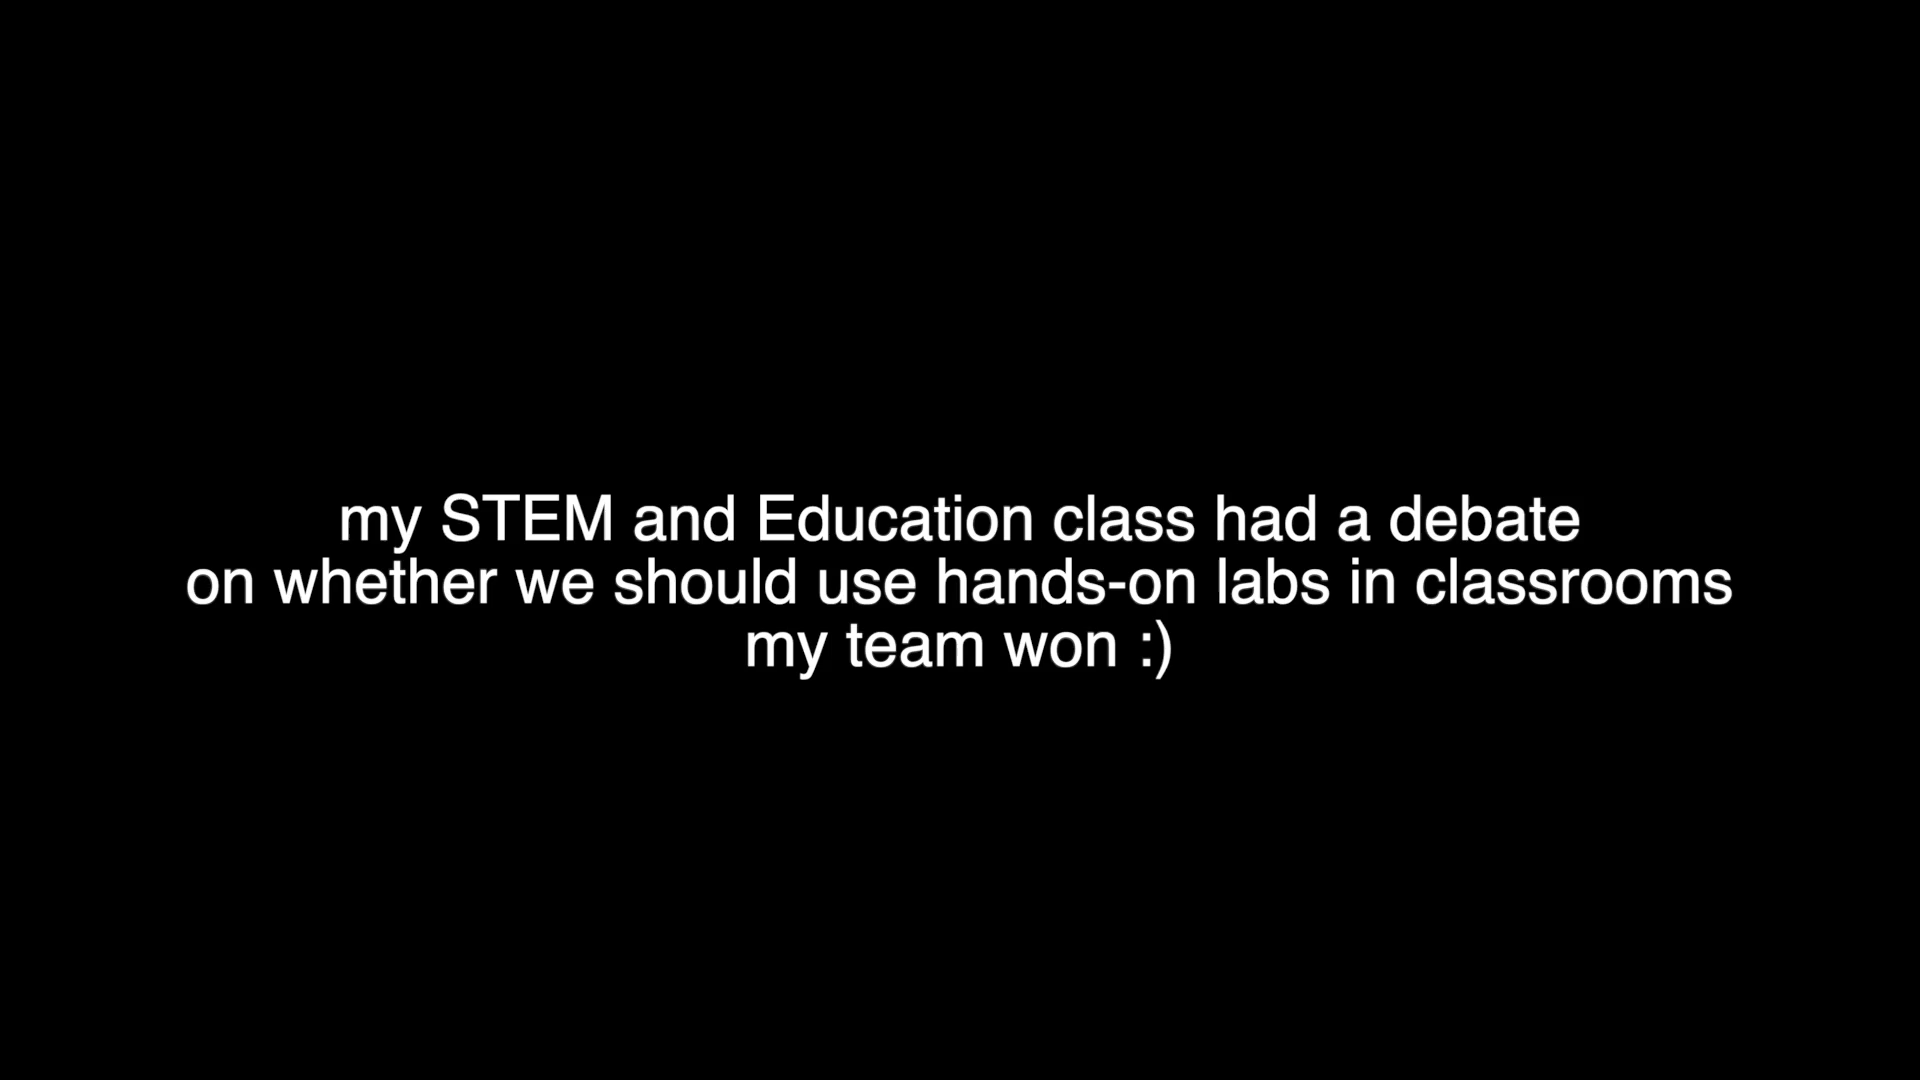 my STEM and Education class had a debate
on whether we should use hands-on labs in classrooms
my team won :)